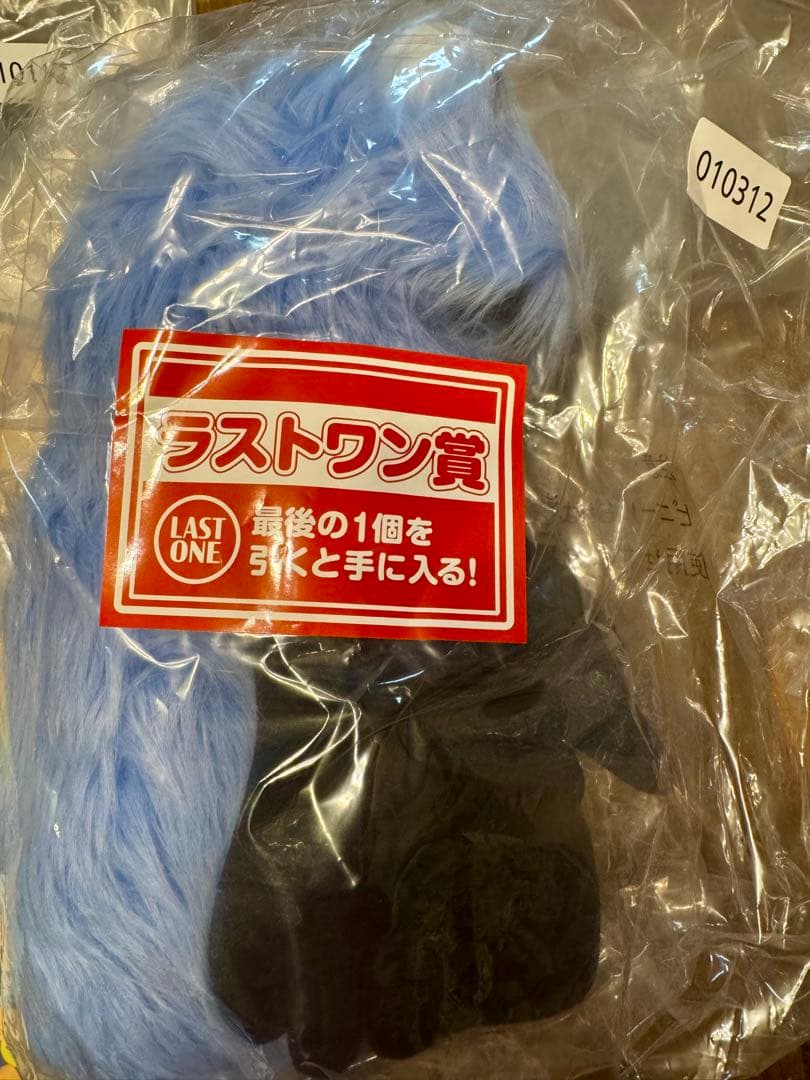 010312
ラストワン賞
LAST
ONE
最後の1個を
引くと手に入る!